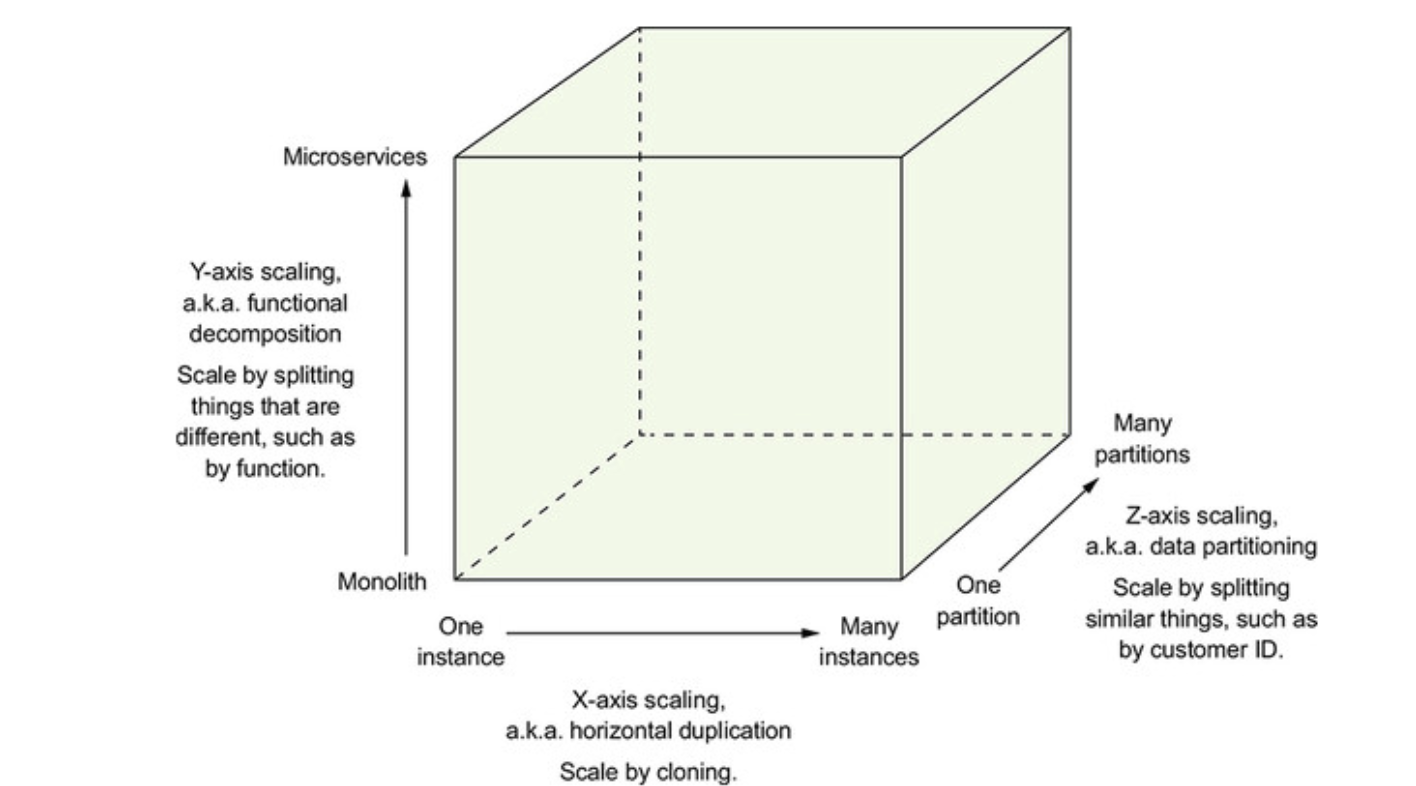 Microservices
Y-axis scaling,
a.k.a. functional
decomposition
Scale by splitting
things that are
different, such as
by function.
Monolith
One
instance
Many
instances
X-axis scaling,
a.k.a. horizontal duplication
Scale by cloning.
One
partition
Many
partitions
Z-axis scaling,
a.k.a. data partitioning
Scale by splitting
similar things, such as
by customer ID.